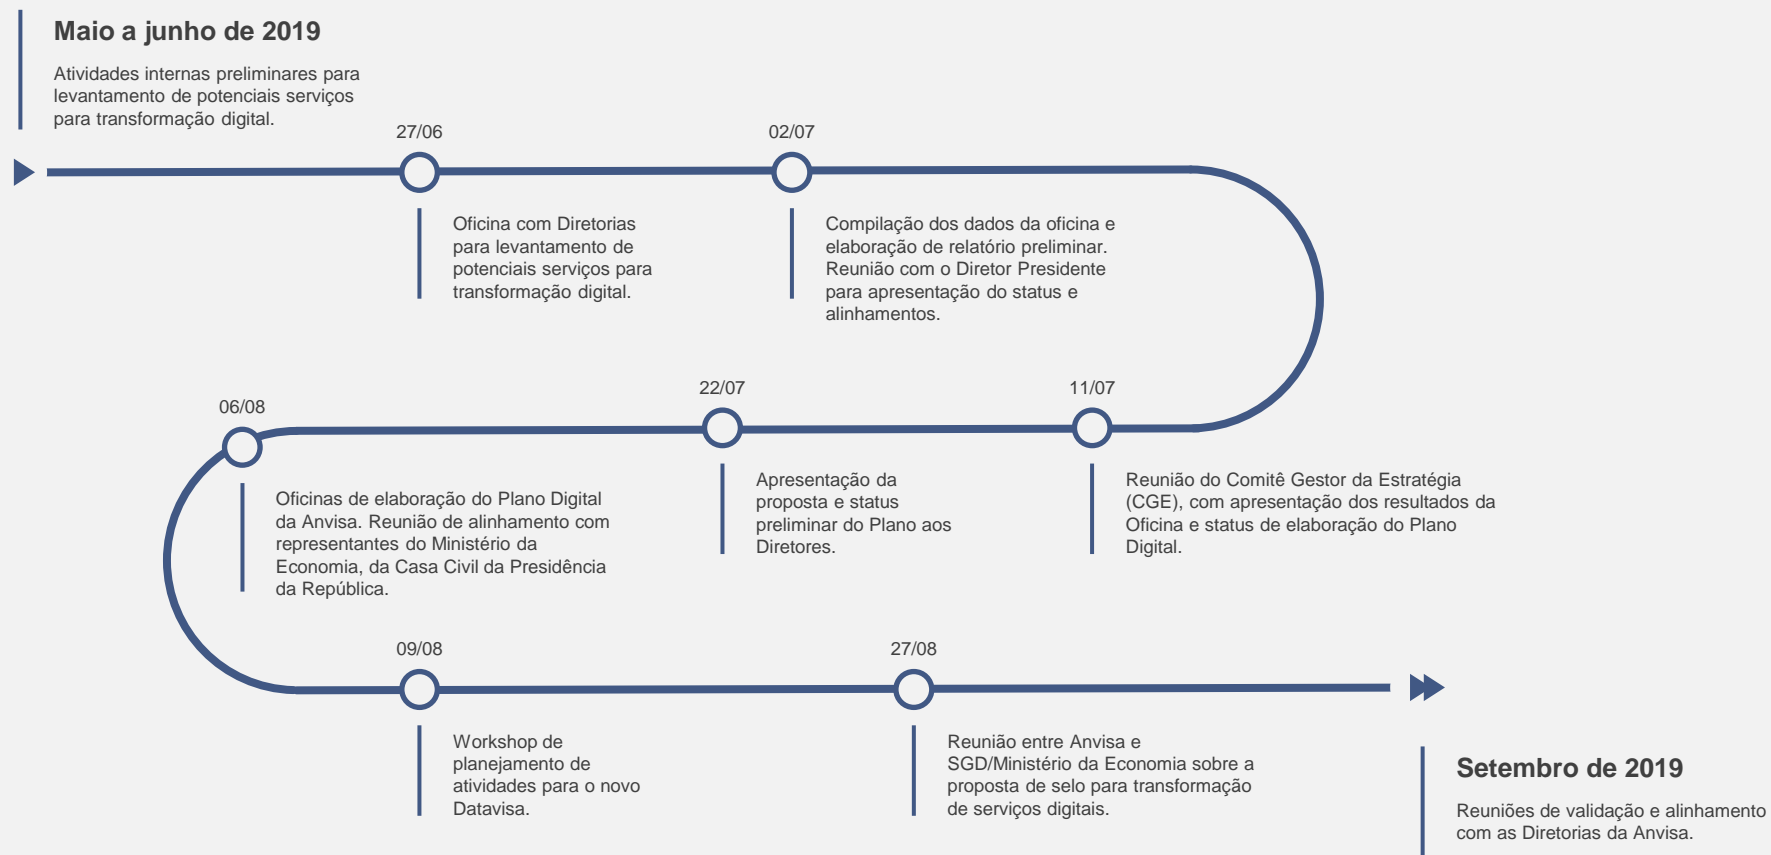 Maio a junho de 2019
Atividades internas preliminares para
levantamento de potenciais serviços
para transformação digital.
27/06
Oficina com Diretorias
para levantamento de
potenciais serviços para
transformação digital.
02/07
Compilação dos dados da oficina e
elaboração de relatório preliminar.
Reunião com o Diretor Presidente
para apresentação do status e
alinhamentos.
11/07
Reunião do Comitê Gestor da Estratégia
(CGE), com apresentação dos resultados da
Oficina e status de elaboração do Plano
Digital.
22/07
Apresentação da
proposta e status
preliminar do Plano aos
Diretores.
06/08
Oficinas de elaboração do Plano Digital
da Anvisa. Reunião de alinhamento com
representantes do Ministério da
Economia, da Casa Civil da Presidência
da República.
09/08
Workshop de
planejamento de
atividades para o novo
Datavisa.
27/08
Reunião entre Anvisa e
SGD/Ministério da Economia sobre a
proposta de selo para transformação
de serviços digitais.
Setembro de 2019
Reuniões de validação e alinhamento
com as Diretorias da Anvisa.